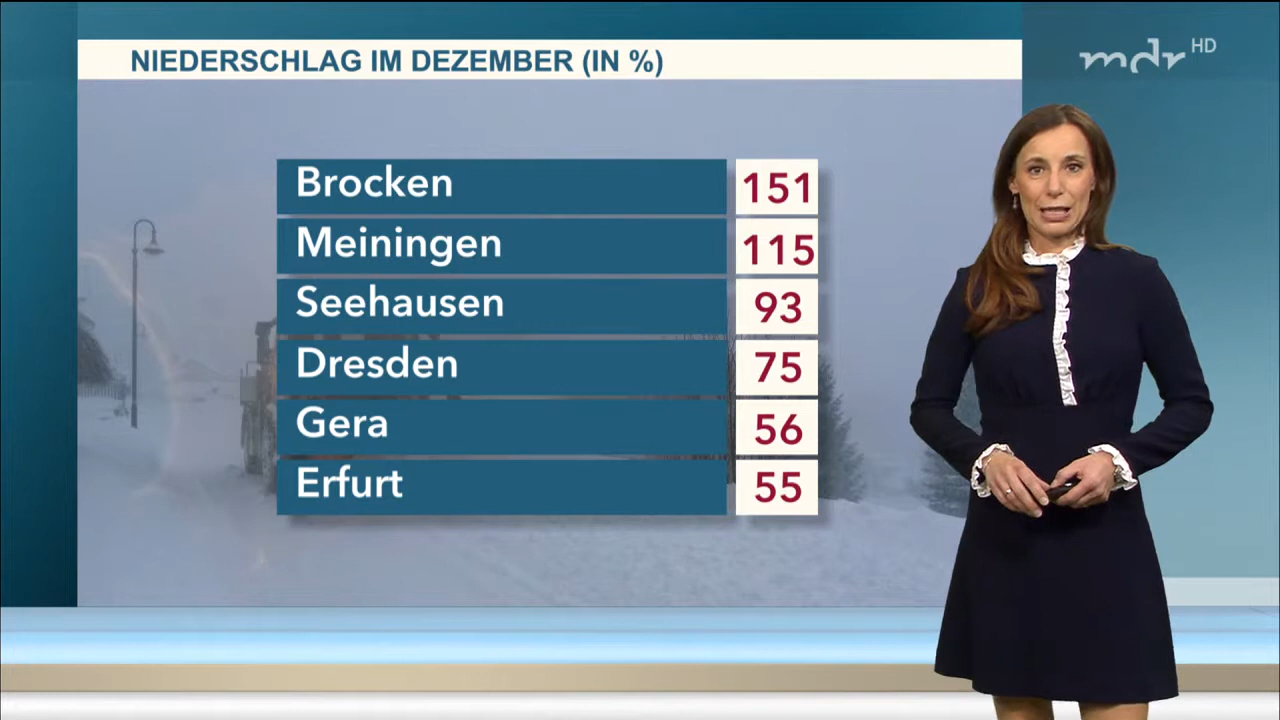 NIEDERSCHLAG IM DEZEMBER (IN %)
mdr HD
Brocken 151
Meiningen 115
Seehausen 93
Dresden 75
Gera 56
Erfurt 55